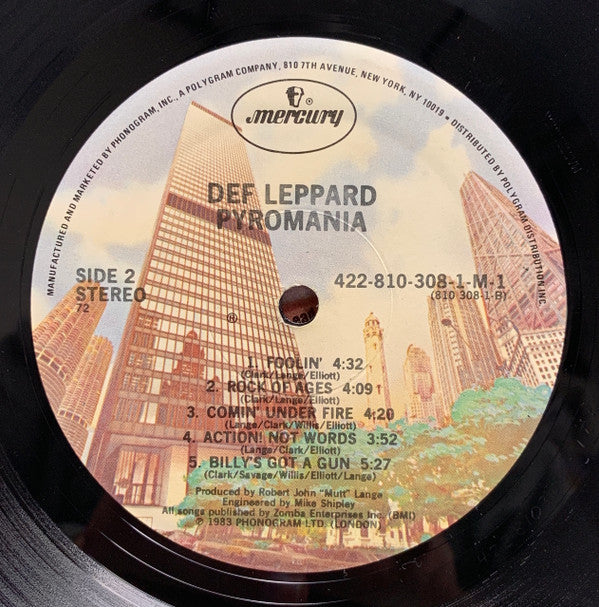 MANUFACTURED AND MARKETED BY PHONOGRAM, INC., A POLYGRAM COMPANY, 810 7TH AVENUE, NEW YORK, NY 10019 • DISTRIBUTED BY POLYGRAM DISTRIBUTION INC.
®
mercury
DEF LEPPARD
PYROMANIA
SIDE 2
STEREO
72
422-810-308-1-M-1
(810 308-1-B)
®
1. FOOLIN' 4:32
(Clark/Lange/Elliott)
2. ROCK OF AGES 4:09
(Clark/Lange/Elliott)
3. COMIN' UNDER FIRE 4:20
(Lange/Clark/Willis/Elliott)
4. ACTION! NOT WORDS 3:52
(Lange/Clark/Elliott)
5. BILLY'S GOT A GUN 5:27
(Clark/Savage/Willis/Elliott/Lange)
Produced by Robert John "Mutt" Lange
Engineered by Mike Shipley
All songs published by Zomba Enterprises Inc. (BMI)
℗ 1983 PHONOGRAM LTD. (LONDON)